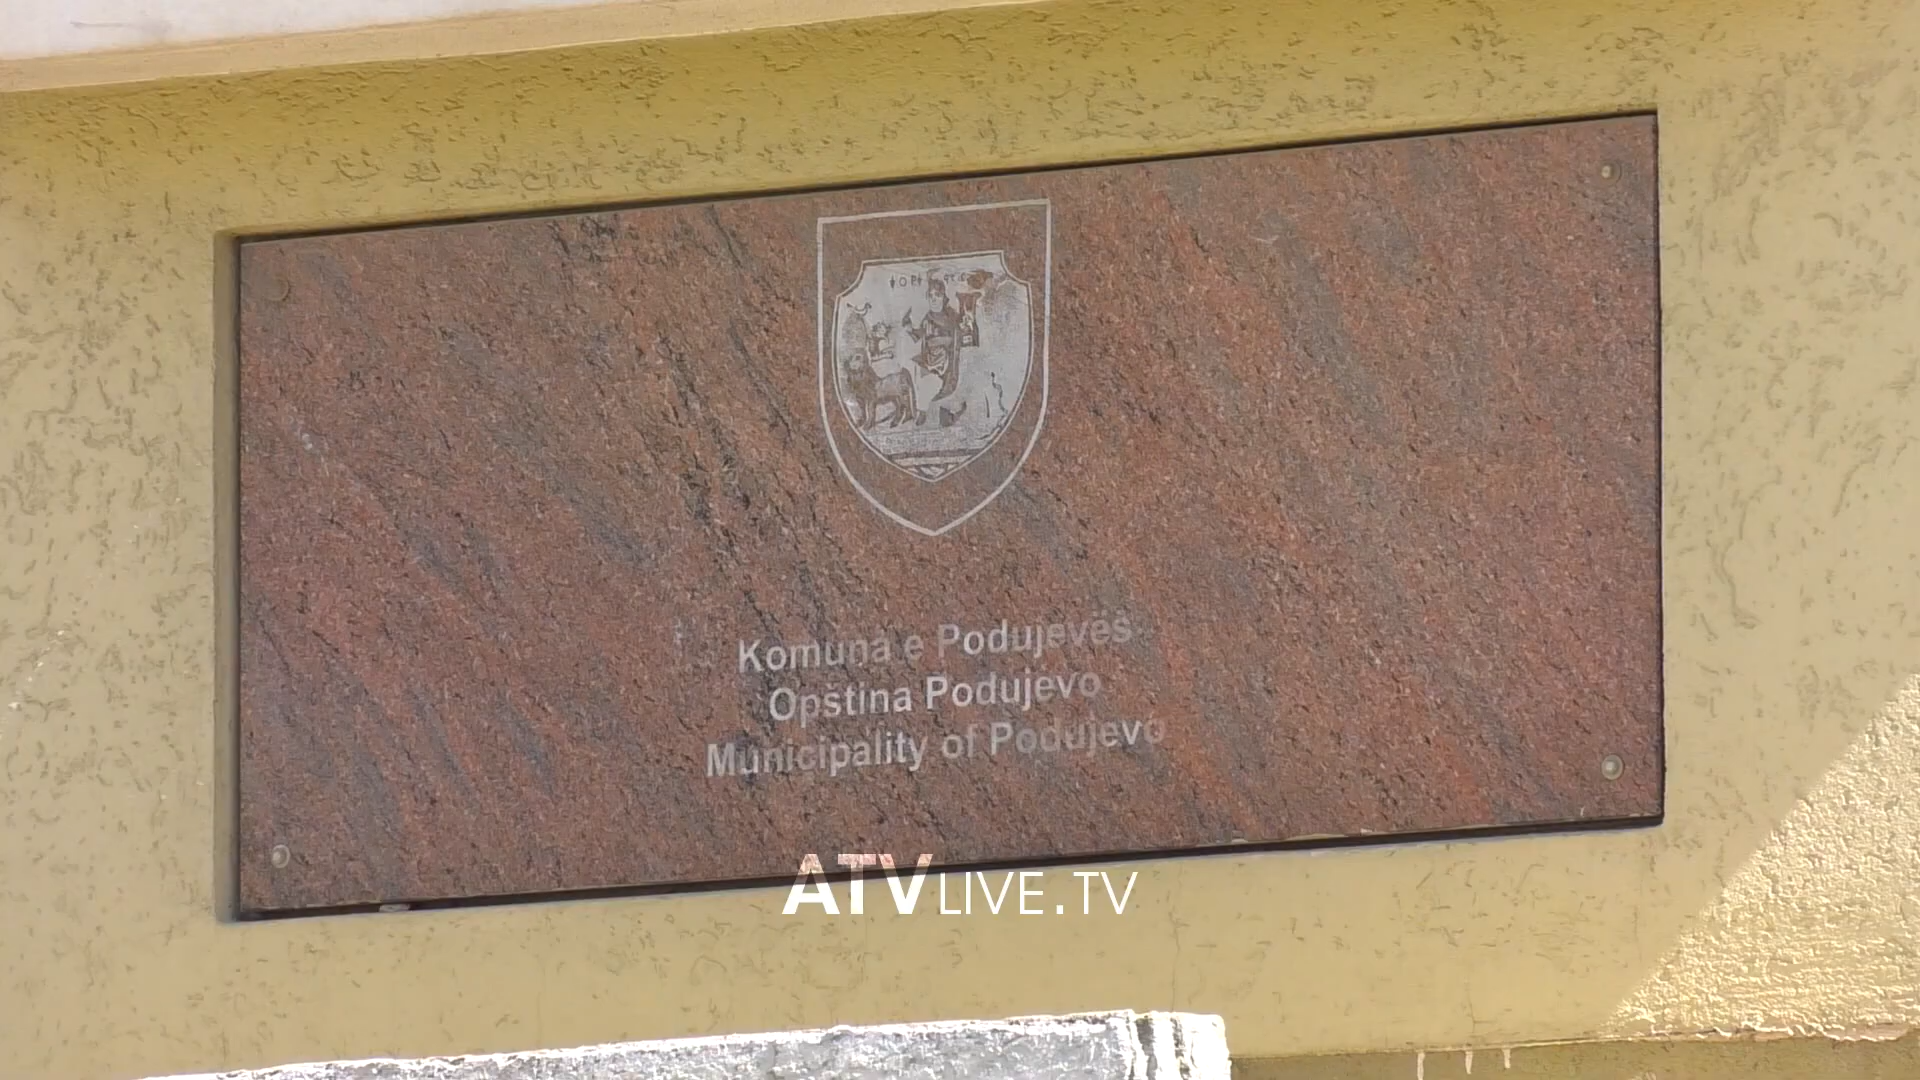 Komuna e Podujevës
Opština Podujevo
Municipality of Podujevo
ATVLIVE.TV